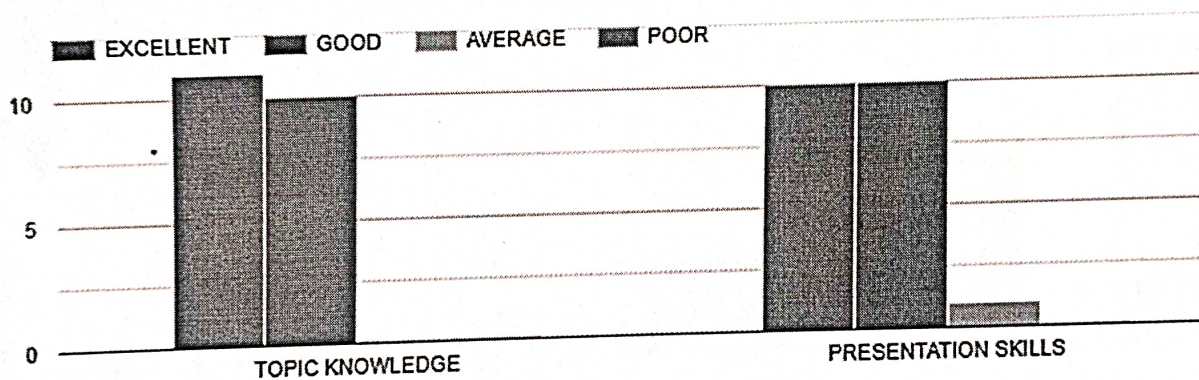 EXCELLENT GOOD AVERAGE POOR
10
5
0
TOPIC KNOWLEDGE PRESENTATION SKILLS